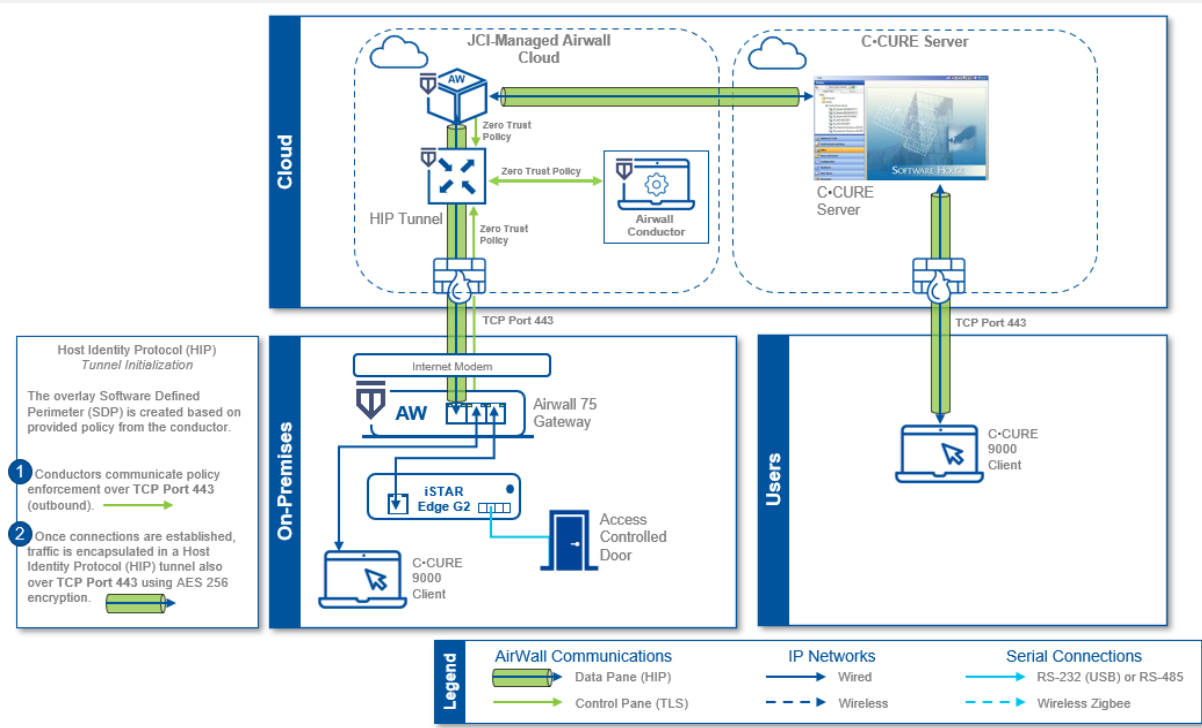 Cloud
JCI-Managed Airwall
Cloud
AW
Zero Trust
Policy
Zero Trust Policy
HIP Tunnel
Zero Trust
Policy
Airwall
Conductor
TCP Port 443
C•CURE Server
SOFTWARE HOUSE
C•CURE
Server
TCP Port 443
Host Identity Protocol (HIP)
Tunnel Initialization
The overlay Software Defined
Perimeter (SDP) is created based on
provided policy from the conductor.
1
Conductors communicate policy
enforcement over TCP Port 443
(outbound).
2
Once connections are established,
traffic is encapsulated in a Host
Identity Protocol (HIP) tunnel also
over TCP Port 443 using AES 256
encryption.
On-Premises
Internet Modem
AW
Airwall 75
Gateway
iSTAR
Edge G2
Access
Controlled
Door
C•CURE
9000
Client
Users
C•CURE
9000
Client
Legend
AirWall Communications
Data Pane (HIP)
Control Pane (TLS)
IP Networks
Wired
Wireless
Serial Connections
RS-232 (USB) or RS-485
Wireless Zigbee